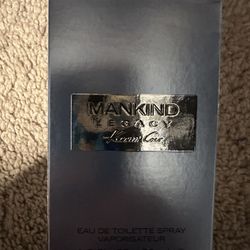 MANKIND
LEGACY
Kenneth Cole
EAU DE TOILETTE SPRAY
VAPORISATEUR